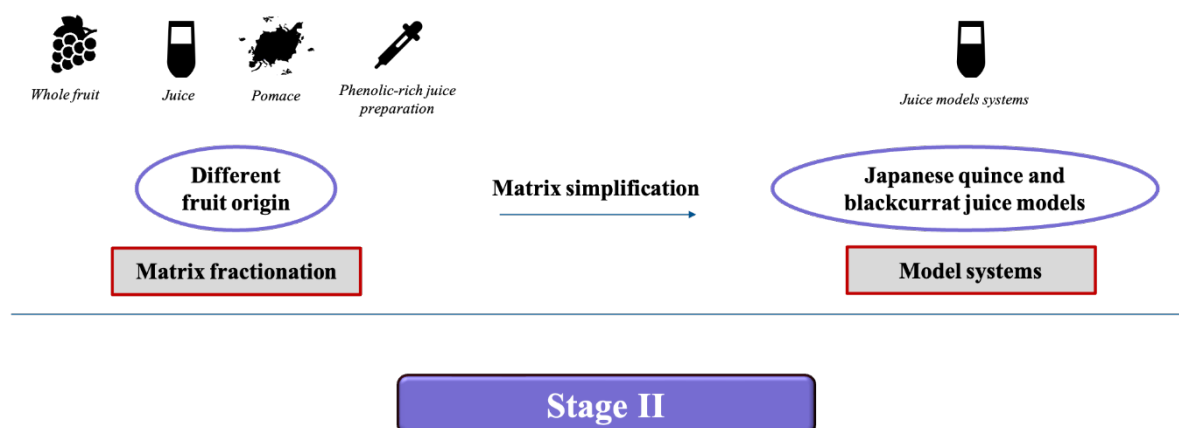 Whole fruit
Juice
Pomace
Phenolic-rich juice
preparation
Juice models systems
Different
fruit origin
Matrix simplification
Japanese quince and
blackcurrat juice models
Matrix fractionation
Model systems
Stage II